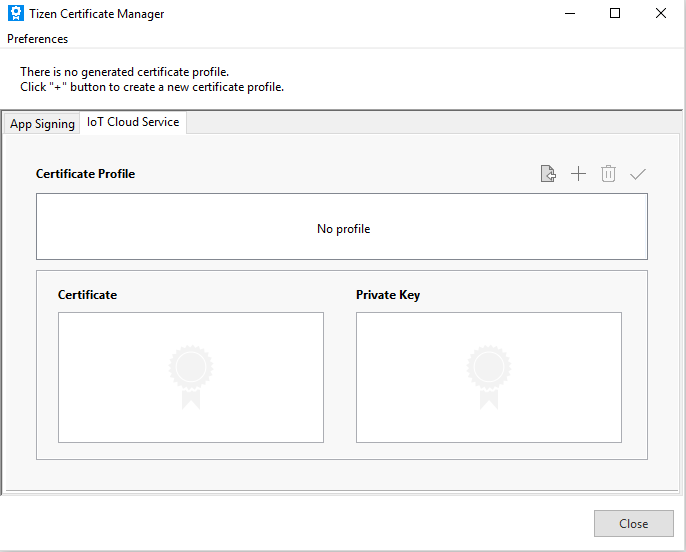 Tizen Certificate Manager
Preferences
There is no generated certificate profile.
Click "+" button to create a new certificate profile.
App Signing
IoT Cloud Service
Certificate Profile
No profile
Certificate
Private Key
Close